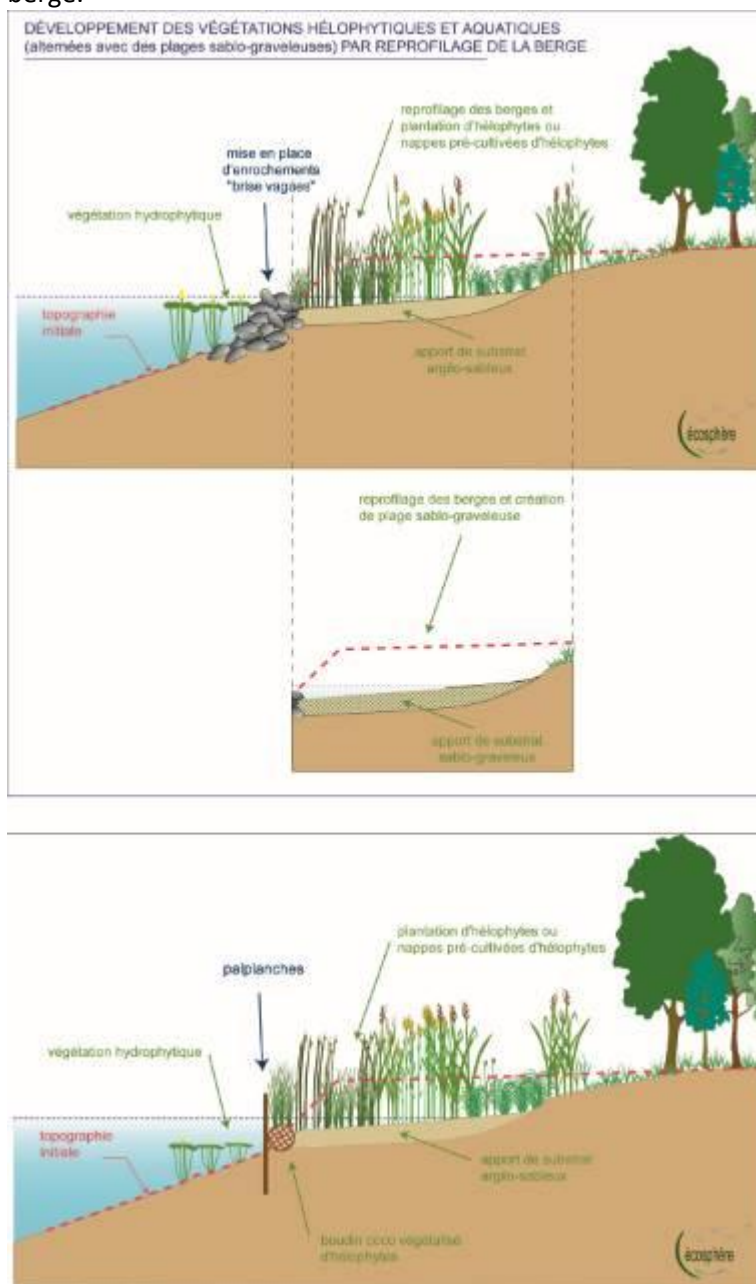 berge.
DÉVELOPPEMENT DES VÉGÉTATIONS HÉLOPHYTIQUES ET AQUATIQUES
(alternées avec des plages sablo-graveleuses) PAR REPROFILAGE DE LA BERGE
reprofilage des berges et
plantation d'hélophytes ou
nappes pré-cultivées d'hélophytes
mise en place
d'enrochements
"brise vagues"
végétation hydrophytique
topographie
initiale
apport de substrat
argilo-sableux
écosphère
reprofilage des berges et création
de plage sablo-graveleuse
apport de substrat
sablo-graveleux
plantation d'hélophytes ou
nappes pré-cultivées d'hélophytes
palplanches
végétation hydrophytique
topographie
initiale
apport de substrat
argilo-sableux
boudin coco végétalisé
d'hélophytes
écosphère